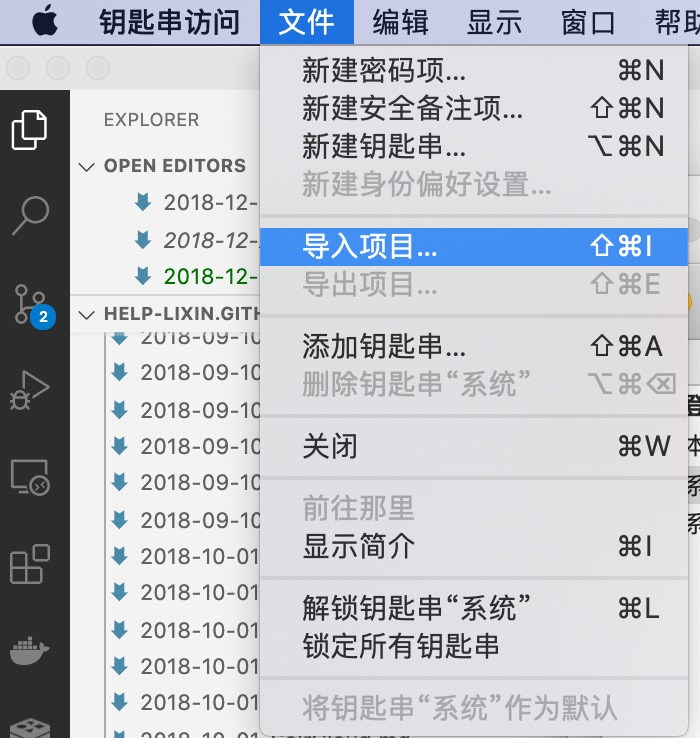 钥匙串访问 文件 编辑 显示 窗口 帮助
新建密码项... ⌘N
EXPLORER
新建安全备注项... ⇧⌘N
新建钥匙串... ⌥⌘N
OPEN EDITORS
新建身份偏好设置...
2018-12-
2018-12-
导入项目... ⇧⌘I
2018-12-
导出项目... ⇧⌘E
HELP-LIXIN.GITH
2018-09-10
添加钥匙串... ⇧⌘A
2018-09-10
删除钥匙串“系统” ⌥⌘⌫
2018-09-10
2018-09-10
关闭 ⌘W
2018-09-10
前往那里
2018-09-10
显示简介 ⌘I
2018-10-01
2018-10-01
解锁钥匙串“系统” ⌘L
2018-10-01
锁定所有钥匙串
2018-10-01
2018-10-01
将钥匙串“系统”作为默认
2